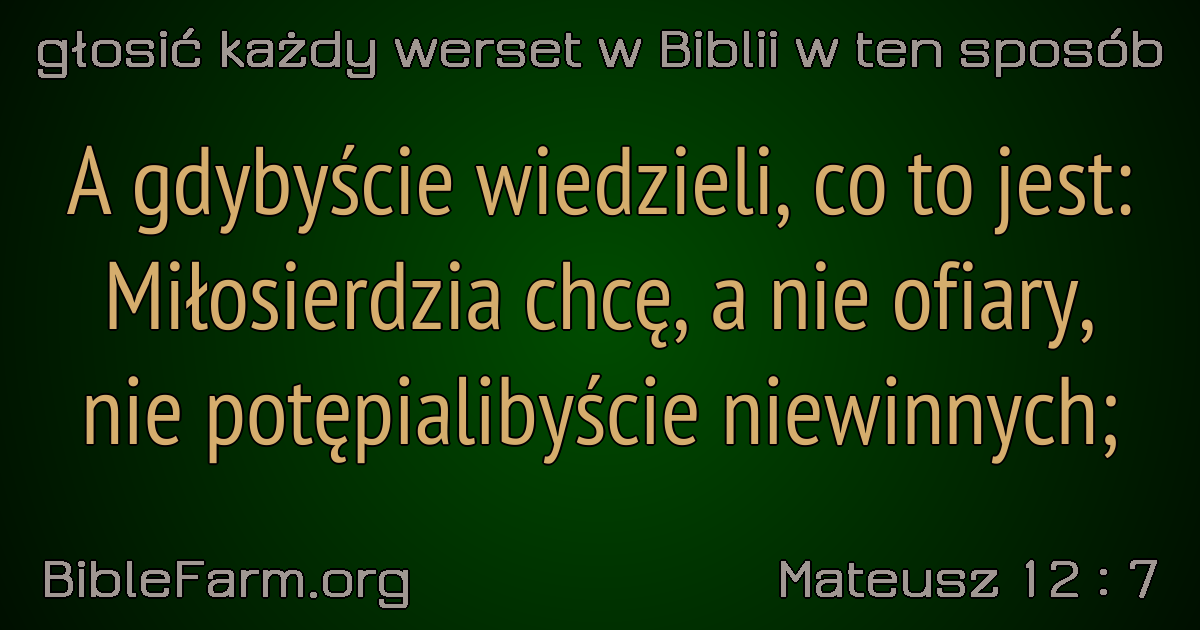 głosić każdy werset w Biblii w ten sposób
A gdybyście wiedzieli, co to jest:
Miłosierdzia chcę, a nie ofiary,
nie potępialibyście niewinnych;
BibleFarm.org
Mateusz 12 : 7